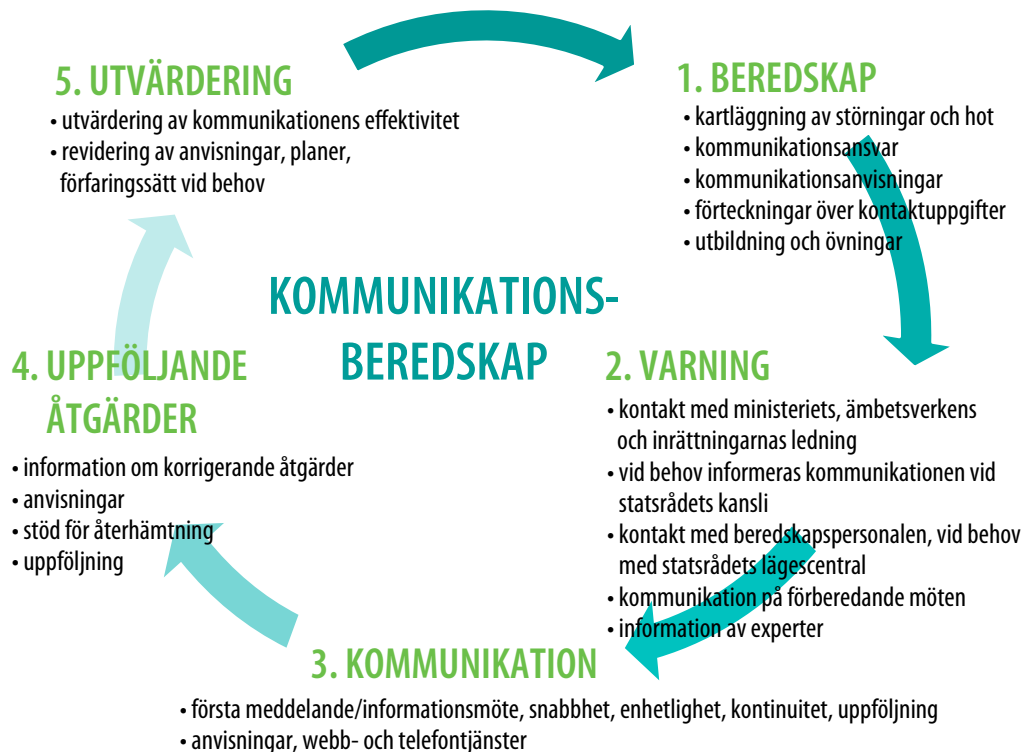 5. UTVÄRDERING
• utvärdering av kommunikationens effektivitet
• revidering av anvisningar, planer,
förfaringssätt vid behov
1. BEREDSKAP
• kartläggning av störningar och hot
• kommunikationsansvar
• kommunikationsanvisningar
• förteckningar över kontaktuppgifter
• utbildning och övningar
KOMMUNIKATIONS-
BEREDSKAP
2. VARNING
• kontakt med ministeriets, ämbetsverkens
och inrättningarnas ledning
• vid behov informeras kommunikationen vid
statsrådets kansli
• kontakt med beredskapspersonalen, vid behov
med statsrådets lägescentral
• kommunikation på förberedande möten
• information av experter
3. KOMMUNIKATION
• första meddelande/informationsmöte, snabbhet, enhetlighet, kontinuitet, uppföljning
• anvisningar, webb- och telefontjänster
4. UPPFÖLJANDE
ÅTGÄRDER
• information om korrigerande åtgärder
• anvisningar
• stöd för återhämtning
• uppföljning